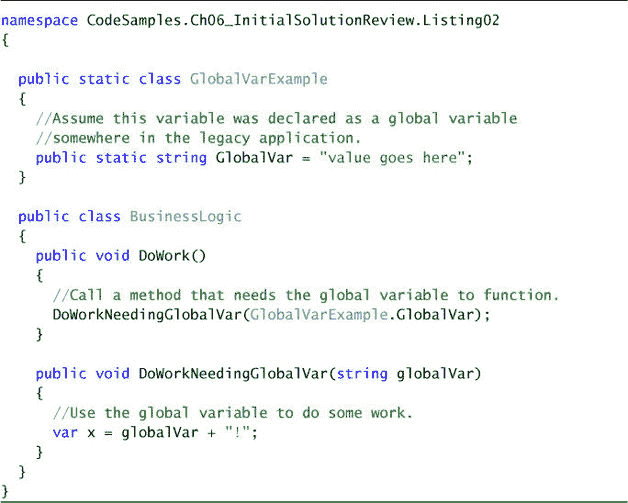 namespace CodeSamples.Ch06_InitialSolutionReview.Listing02
{
public static class GlobalVarExample
{
//Assume this variable was declared as a global variable
//somewhere in the legacy application.
public static string GlobalVar = "value goes here";
}
public class BusinessLogic
{
public void DoWork()
{
//Call a method that needs the global variable to function.
DoWorkNeedingGlobalVar(GlobalVarExample.GlobalVar);
}
public void DoWorkNeedingGlobalVar(string globalVar)
{
//Use the global variable to do some work.
var x = globalVar + "!";
}
}
}